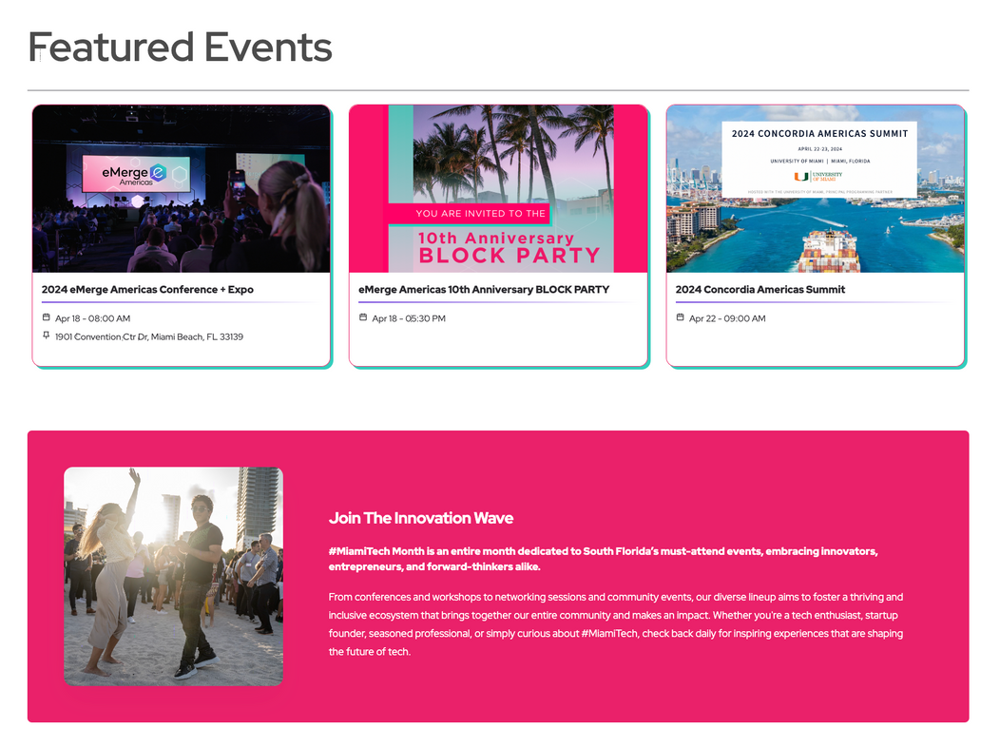 Featured Events
eMerge
Americas
2024 eMerge Americas Conference + Expo
Apr 18 - 08:00 AM
1901 Convention Ctr Dr, Miami Beach, FL 33139
YOU ARE INVITED TO THE
10th Anniversary
BLOCK PARTY
eMerge Americas 10th Anniversary BLOCK PARTY
Apr 18 - 05:30 PM
2024 CONCORDIA AMERICAS SUMMIT
APRIL 22-23, 2024
UNIVERSITY OF MIAMI | MIAMI, FLORIDA
UNIVERSITY
OF MIAMI
HOSTED WITH THE UNIVERSITY OF MIAMI, PRINCIPAL PROGRAMMING PARTNER
2024 Concordia Americas Summit
Apr 22 - 09:00 AM
Join The Innovation Wave
#MiamiTech Month is an entire month dedicated to South Florida's must-attend events, embracing innovators,
entrepreneurs, and forward-thinkers alike.
From conferences and workshops to networking sessions and community events, our diverse lineup aims to foster a thriving and
inclusive ecosystem that brings together our entire community and makes an impact. Whether you're a tech enthusiast, startup
founder, seasoned professional, or simply curious about #MiamiTech, check back daily for inspiring experiences that are shaping
the future of tech.